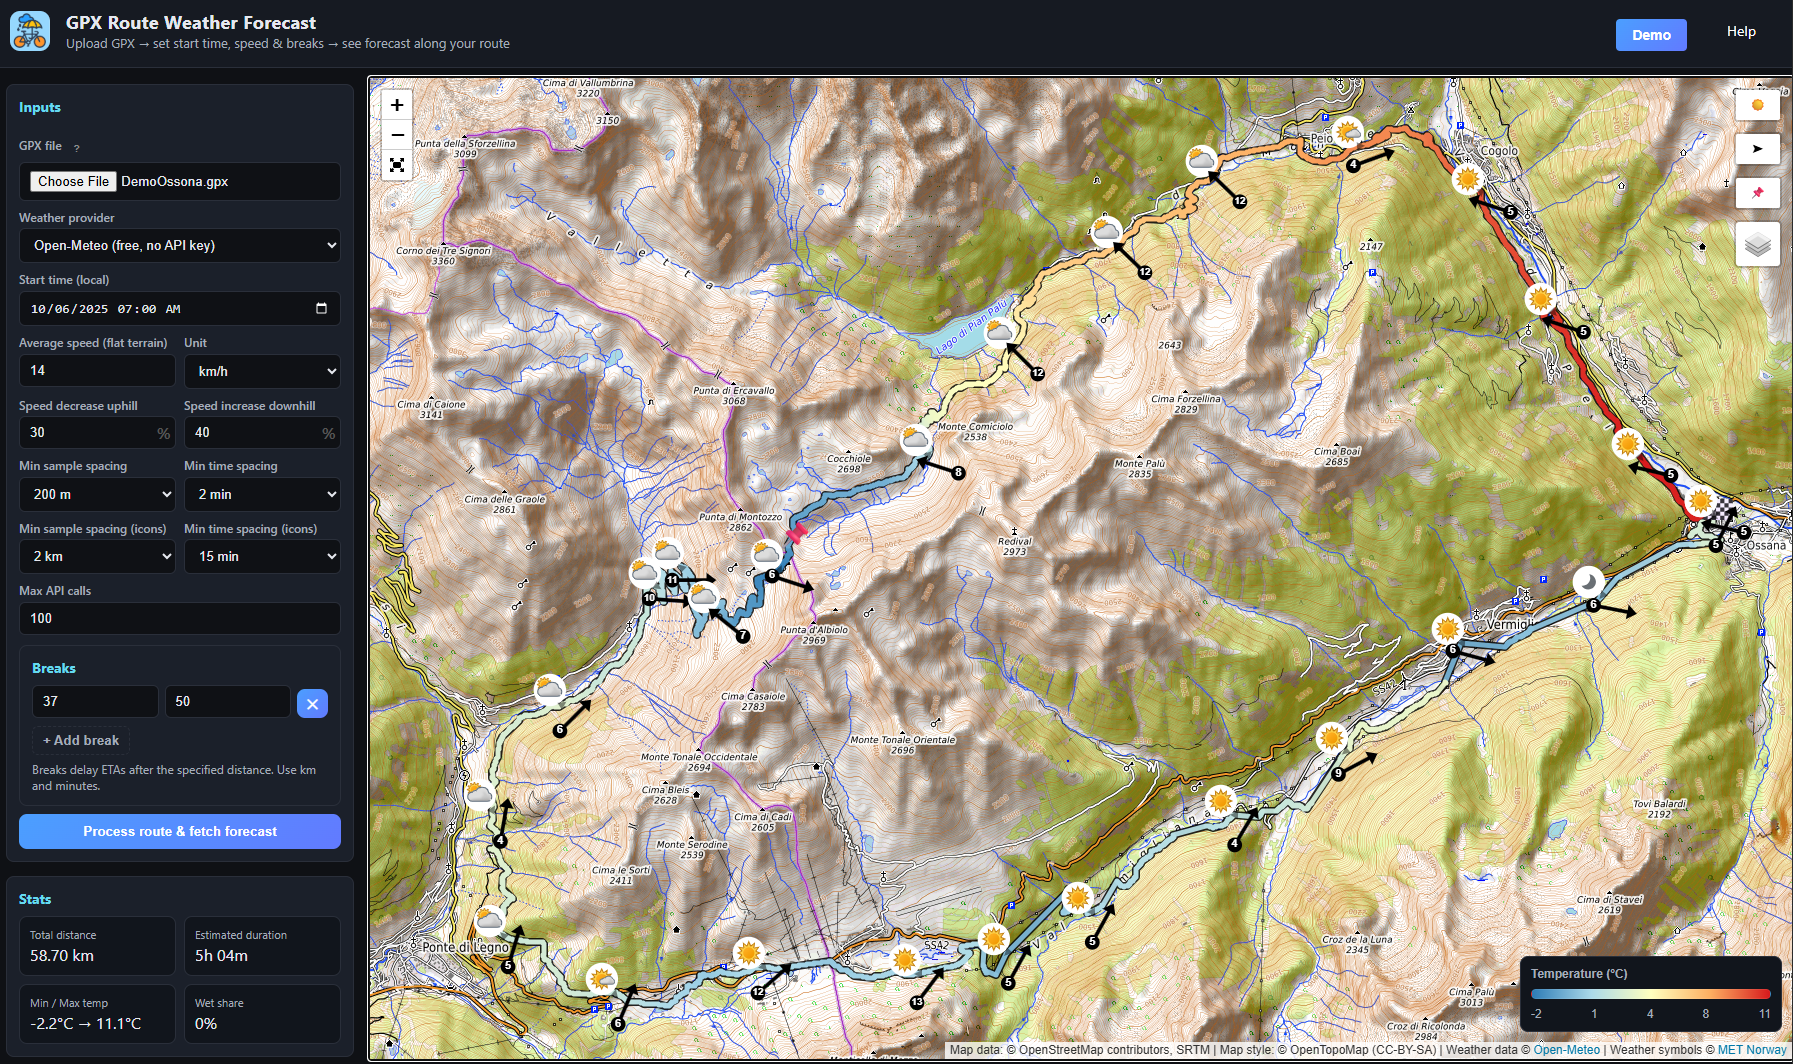 GPX Route Weather Forecast
Upload GPX → set start time, speed & breaks → see forecast along your route
Demo
Help
Inputs
GPX file ?
Choose File DemoOssona.gpx
Weather provider
Open-Meteo (free, no API key)
Start time (local)
10/06/2025 07:00 AM
Average speed (flat terrain)
Unit
14
km/h
Speed decrease uphill
Speed increase downhill
30 %
40 %
Min sample spacing
Min time spacing
200 m
2 min
Min sample spacing (icons)
Min time spacing (icons)
2 km
15 min
Max API calls
100
Breaks
37
50
+ Add break
Breaks delay ETAs after the specified distance. Use km
and minutes.
Process route & fetch forecast
Stats
Total distance
58.70 km
Estimated duration
5h 04m
Min / Max temp
-2.2°C → 11.1°C
Wet share
0%
+
−
Cima di Vallumbrina
3220
3150
Punta della Sforzellina
3099
Corno dei Tre Signori
3360
Valletta
Peio
Cogolo
4
5
12
12
2147
Lago di Pian Palù
12
5
2643
Punta di Ercavallo
3068
Cima di Caione
3141
Cima Forzellina
2829
Monte Comiciolo
2538
Cocchiole
2698
8
Monte Palù
2835
Cima Boai
2685
5
Cima delle Graole
2861
Punta di Montozzo
2862
Redival
2973
5
5
Ossana
11
10
6
7
Punta d'Albiolo
2969
6
Vermigli
6
SS42
Cima Casaiole
2783
6
Monte Tonale Orientale
2696
Monte Tonale Occidentale
2694
9
Cima Bleis
2628
Cima di Cadi
2605
Tovi Balardi
2192
4
Monte Serodine
2539
4
Cima le Sorti
2411
Cima di Stavel
2619
Ponte di Legno
5
SS42
5
5
Croz de la Luna
2345
12
13
6
Cima Palù
3013
Croz di Ricolonda
2984
Temperature (°C)
-2 1 4 8 11
Map data: © OpenStreetMap contributors, SRTM | Map style: © OpenTopoMap (CC-BY-SA) | Weather data © Open-Meteo | Weather symbols © MET Norway